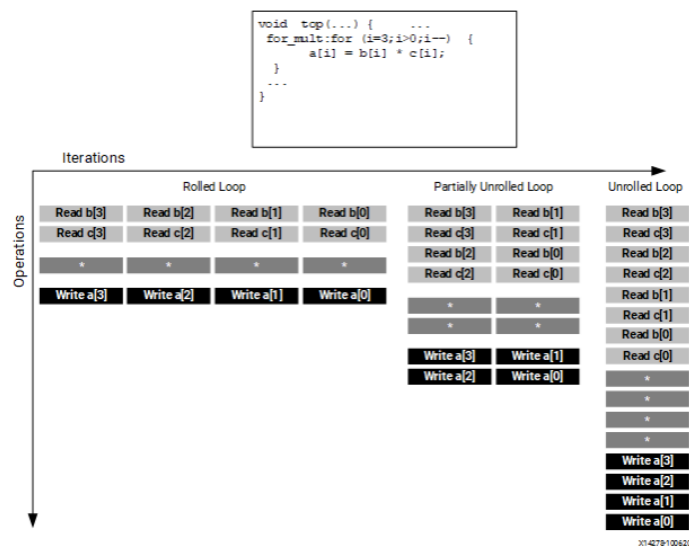 void top(...) { ...
for_mult:for (i=3;i>0;i--) {
a[i] = b[i] * c[i];
}
...
}
Iterations
Operations
Rolled Loop
Read b[3] Read b[2] Read b[1] Read b[0]
Read c[3] Read c[2] Read c[1] Read c[0]
* * * *
Write a[3] Write a[2] Write a[1] Write a[0]
Partially Unrolled Loop
Read b[3] Read b[1]
Read c[3] Read c[1]
Read b[2] Read b[0]
Read c[2] Read c[0]
* *
* *
Write a[3] Write a[1]
Write a[2] Write a[0]
Unrolled Loop
Read b[3]
Read c[3]
Read b[2]
Read c[2]
Read b[1]
Read c[1]
Read b[0]
Read c[0]
*
*
*
*
Write a[3]
Write a[2]
Write a[1]
Write a[0]